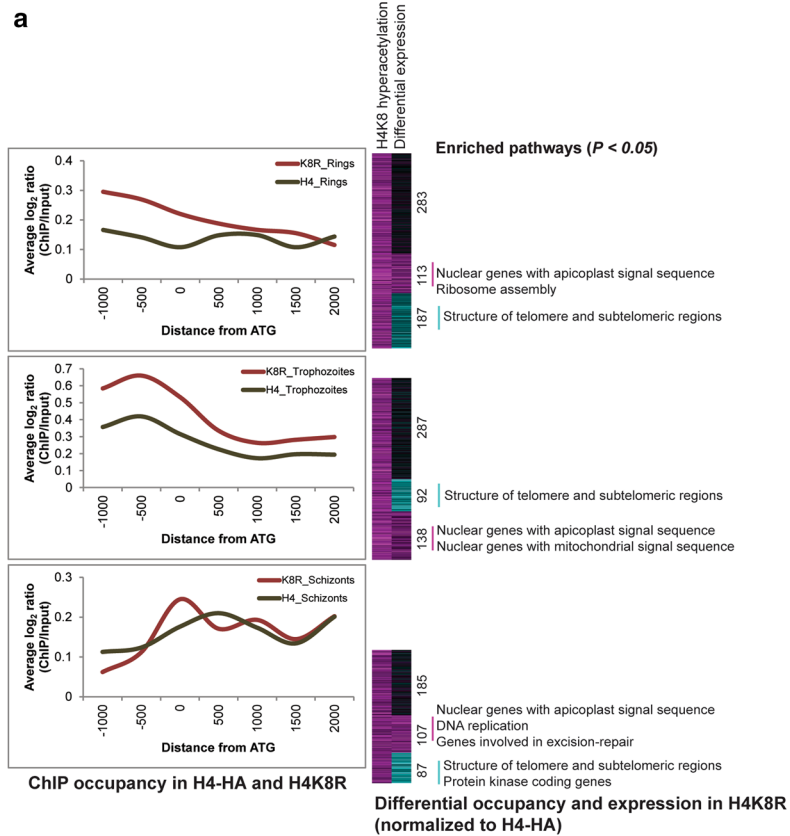 a
H4K8 hyperacetylation
Differential expression
Enriched pathways (P < 0.05)
Average log2 ratio
(ChIP/Input)
0.4
0.3
0.2
0.1
0
K8R_Rings
H4_Rings
-1000
-500
0
500
1000
1500
2000
Distance from ATG
283
113
187
Nuclear genes with apicoplast signal sequence
Ribosome assembly
Structure of telomere and subtelomeric regions
Average log2 ratio
(ChIP/Input)
0.7
0.6
0.5
0.4
0.3
0.2
0.1
0
K8R_Trophozoites
H4_Trophozoites
-1000
-500
0
500
1000
1500
2000
Distance from ATG
287
92
138
Structure of telomere and subtelomeric regions
Nuclear genes with apicoplast signal sequence
Nuclear genes with mitochondrial signal sequence
Average log2 ratio
(ChIP/Input)
0.3
0.2
0.1
0
K8R_Schizonts
H4_Schizonts
-1000
-500
0
500
1000
1500
2000
Distance from ATG
185
107
87
Nuclear genes with apicoplast signal sequence
DNA replication
Genes involved in excision-repair
Structure of telomere and subtelomeric regions
Protein kinase coding genes
ChIP occupancy in H4-HA and H4K8R
Differential occupancy and expression in H4K8R
(normalized to H4-HA)